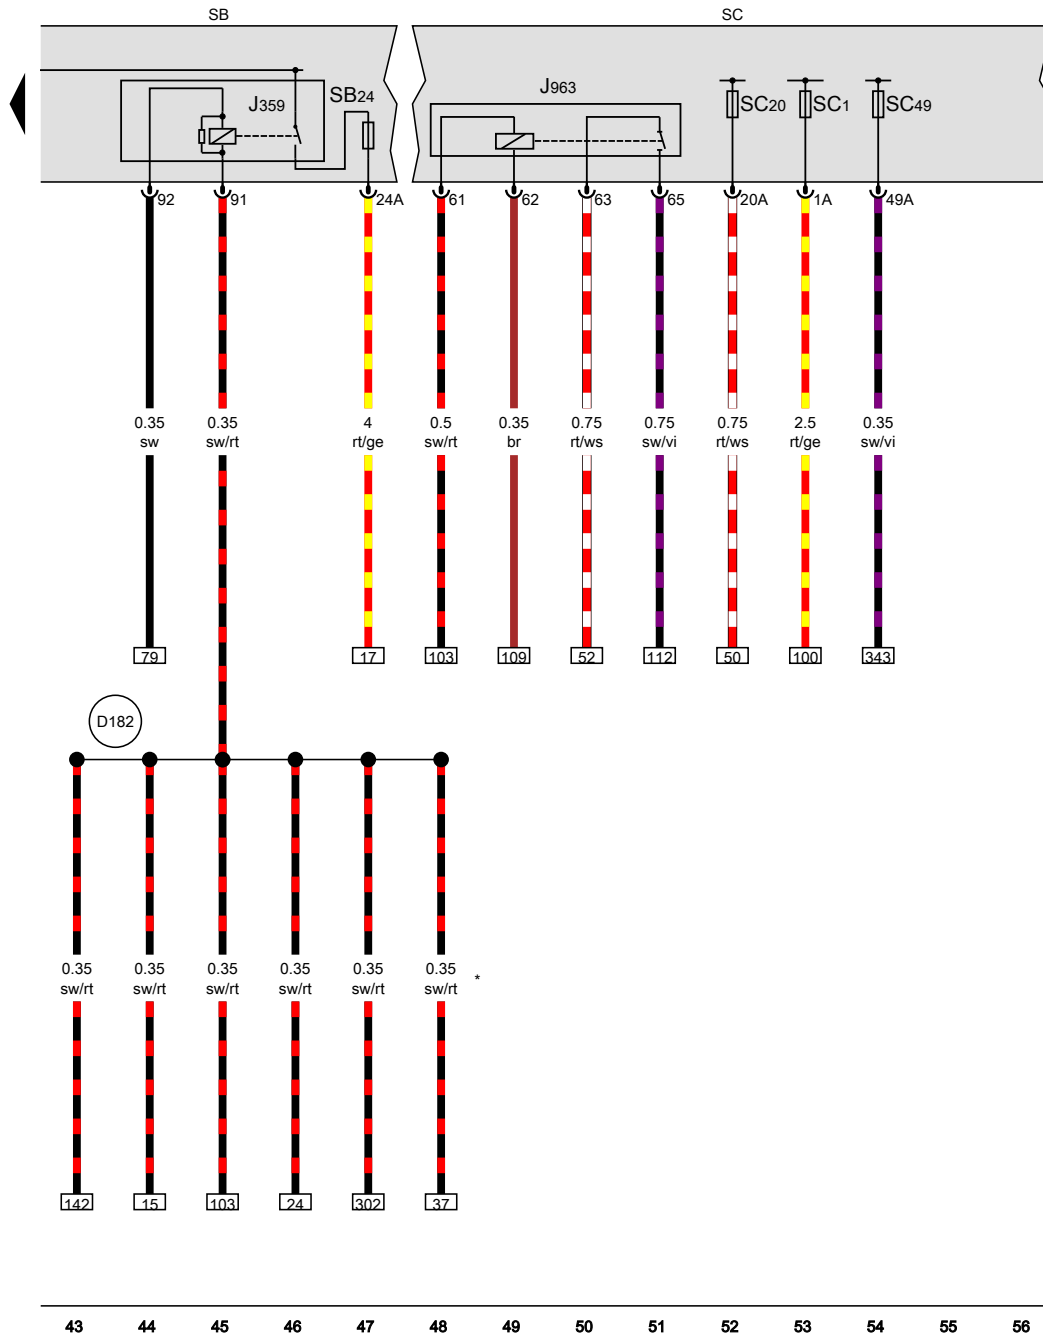 SB SC
J359 SB24 J963 SC20 SC1 SC49
92 91 24A 61 62 63 65 20A 1A 49A
0.35 0.35 4 0.5 0.35 0.75 0.75 0.75 2.5 0.35
sw sw/rt rt/ge sw/rt br rt/ws sw/vi rt/ws rt/ge sw/vi
79 17 103 109 52 112 50 100 343
D182
0.35 0.35 0.35 0.35 0.35 0.35 *
sw/rt sw/rt sw/rt sw/rt sw/rt sw/rt
142 15 103 24 302 37
43 44 45 46 47 48 49 50 51 52 53 54 55 56